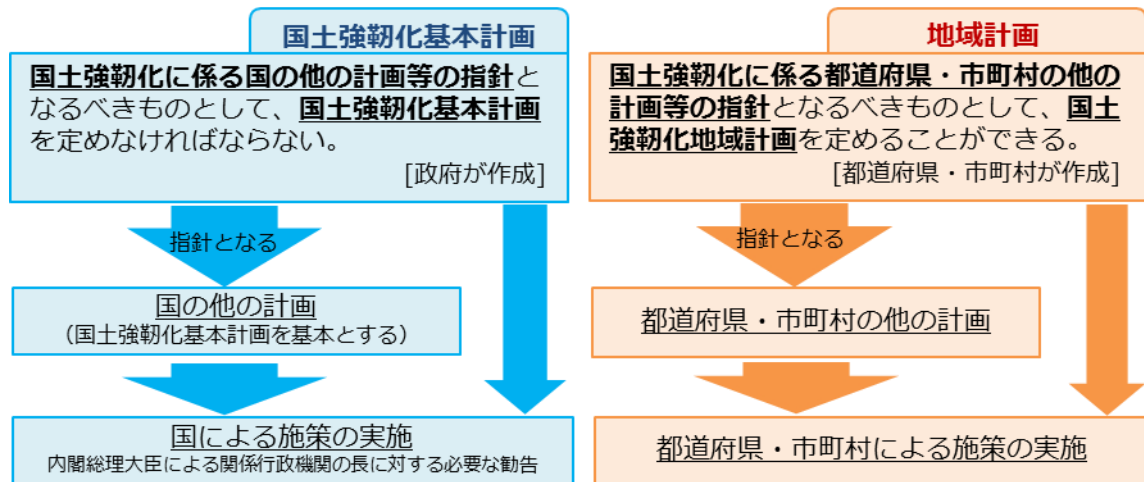 国土強靭化基本計画
国土強靭化に係る国の他の計画等の指針と
なるべきものとして、国土強靭化基本計画
を定めなければならない。
[政府が作成]
指針となる
国の他の計画
（国土強靭化基本計画を基本とする）
国による施策の実施
内閣総理大臣による関係行政機関の長に対する必要な勧告
地域計画
国土強靭化に係る都道府県・市町村の他の
計画等の指針となるべきものとして、国土
強靭化地域計画を定めることができる。
[都道府県・市町村が作成]
指針となる
都道府県・市町村の他の計画
都道府県・市町村による施策の実施